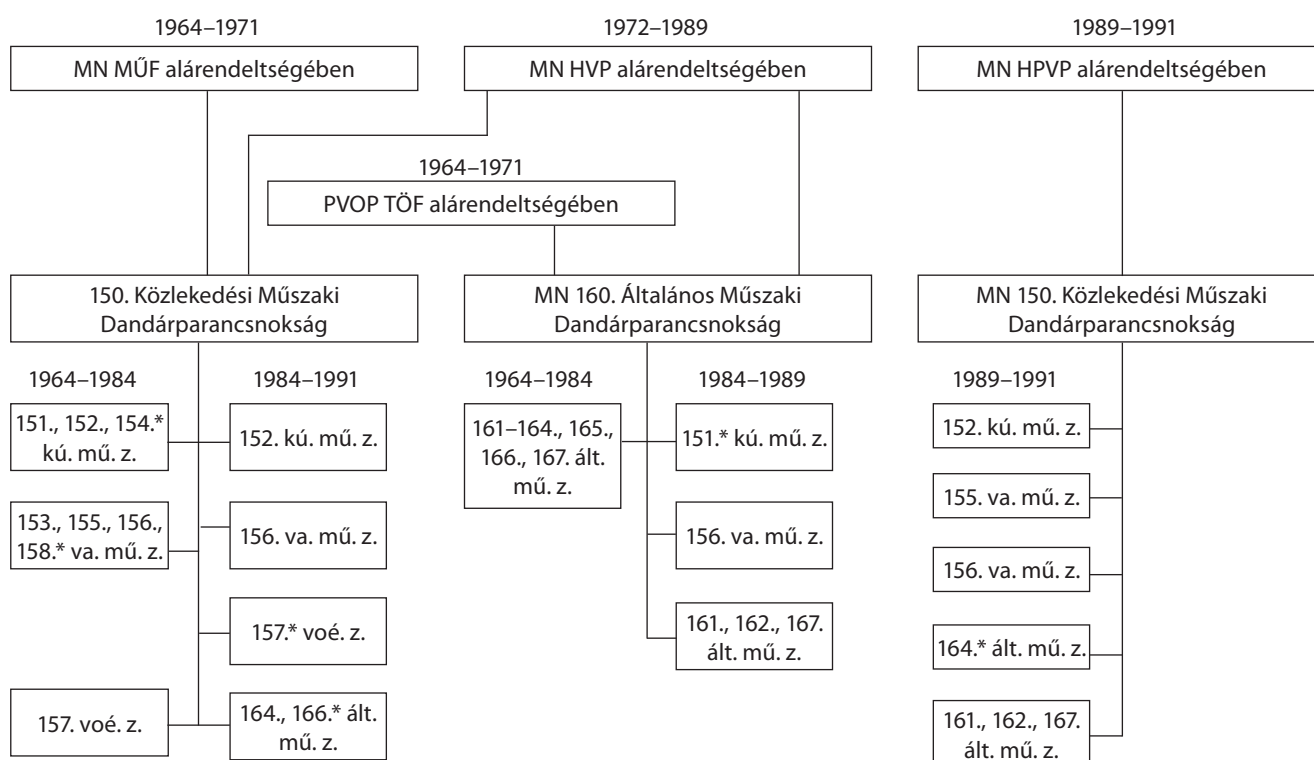 1964–1971
MN MŰF alárendeltségében
1972–1989
MN HVP alárendeltségében
1989–1991
MN HPVP alárendeltségében
1964–1971
PVOP TÖF alárendeltségében
150. Közlekedési Műszaki
Dandárparancsnokság
MN 160. Általános Műszaki
Dandárparancsnokság
MN 150. Közlekedési Műszaki
Dandárparancsnokság
1964–1984
151., 152., 154.*
kú. mű. z.
153., 155., 156.,
158.* va. mű. z.
157. voé. z.
1984–1991
152. kú. mű. z.
156. va. mű. z.
157.* voé. z.
164., 166.* ált.
mű. z.
1964–1984
161–164., 165.,
166., 167. ált.
mű. z.
1984–1989
151.* kú. mű. z.
156. va. mű. z.
161., 162., 167.
ált. mű. z.
1989–1991
152. kú. mű. z.
155. va. mű. z.
156. va. mű. z.
164.* ált. mű. z.
161., 162., 167.
ált. mű. z.